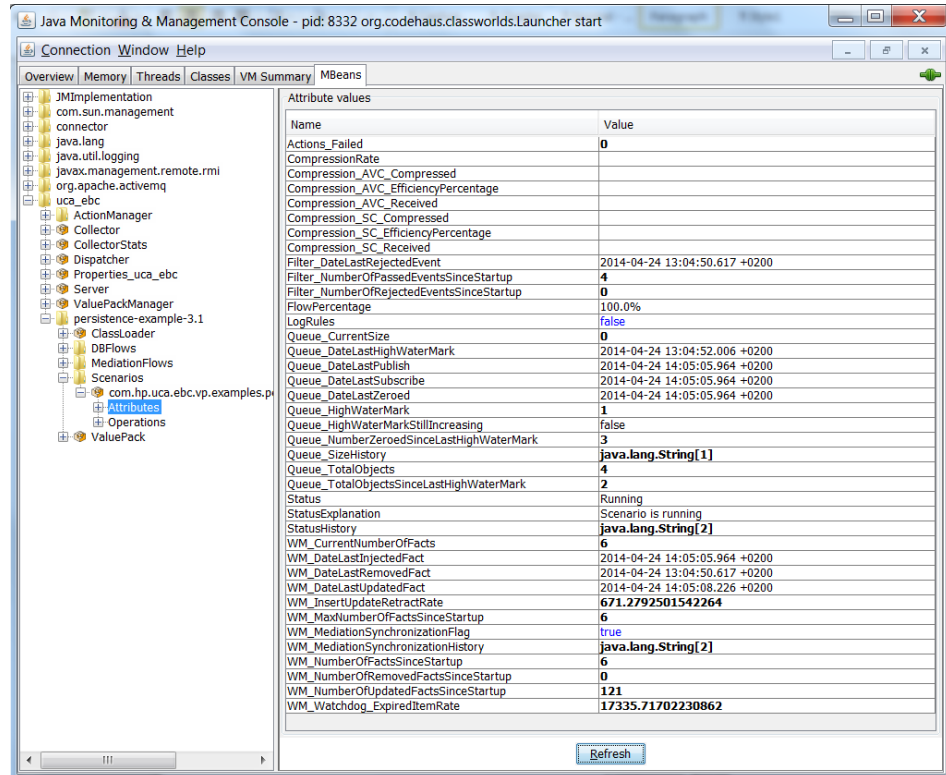 Java Monitoring & Management Console - pid: 8332 org.codehaus.classworlds.Launcher start
Connection Window Help
Overview Memory Threads Classes VM Summary MBeans
JMImplementation
com.sun.management
connector
java.lang
java.util.logging
javax.management.remote.rmi
org.apache.activemq
uca_ebc
ActionManager
Collector
CollectorStats
Dispatcher
Properties_uca_ebc
Server
ValuePackManager
persistence-example-3.1
ClassLoader
DBFlows
MediationFlows
Scenarios
com.hp.uca.ebc.vp.examples.p
Attributes
Operations
ValuePack
Attribute values
Name Value
Actions_Failed 0
CompressionRate
Compression_AVC_Compressed
Compression_AVC_EfficiencyPercentage
Compression_AVC_Received
Compression_SC_Compressed
Compression_SC_EfficiencyPercentage
Compression_SC_Received
Filter_DateLastRejectedEvent 2014-04-24 13:04:50.617 +0200
Filter_NumberOfPassedEventsSinceStartup 4
Filter_NumberOfRejectedEventsSinceStartup 0
FlowPercentage 100.0%
LogRules false
Queue_CurrentSize 0
Queue_DateLastHighWaterMark 2014-04-24 13:04:52.006 +0200
Queue_DateLastPublish 2014-04-24 14:05:05.964 +0200
Queue_DateLastSubscribe 2014-04-24 14:05:05.964 +0200
Queue_DateLastZeroed 2014-04-24 14:05:05.964 +0200
Queue_HighWaterMark 1
Queue_HighWaterMarkStillIncreasing false
Queue_NumberZeroedSinceLastHighWaterMark 3
Queue_SizeHistory java.lang.String[1]
Queue_TotalObjects 4
Queue_TotalObjectsSinceLastHighWaterMark 2
Status Running
StatusExplanation Scenario is running
StatusHistory java.lang.String[2]
WM_CurrentNumberOfFacts 6
WM_DateLastInjectedFact 2014-04-24 14:05:05.964 +0200
WM_DateLastRemovedFact 2014-04-24 13:04:50.617 +0200
WM_DateLastUpdatedFact 2014-04-24 14:05:08.226 +0200
WM_InsertUpdateRetractRate 671.2792501542264
WM_MaxNumberOfFactsSinceStartup 6
WM_MediationSynchronizationFlag true
WM_MediationSynchronizationHistory java.lang.String[2]
WM_NumberOfFactsSinceStartup 6
WM_NumberOfRemovedFactsSinceStartup 0
WM_NumberOfUpdatedFactsSinceStartup 121
WM_Watchdog_ExpiredItemRate 17335.71702230862
Refresh